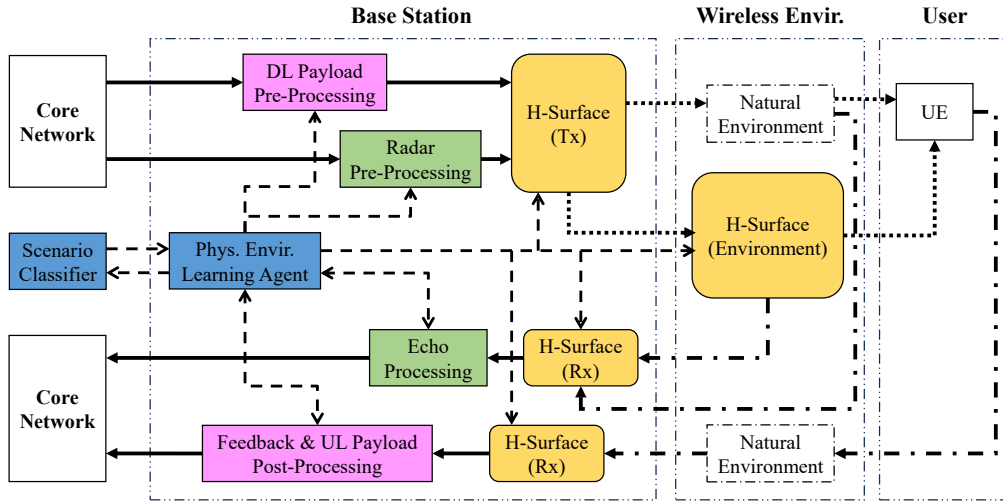 Base Station
Wireless Envir.
User
Core
Network
DL Payload
Pre-Processing
Radar
Pre-Processing
H-Surface
(Tx)
Natural
Environment
UE
H-Surface
(Environment)
Scenario
Classifier
Phys. Envir.
Learning Agent
Core
Network
Echo
Processing
H-Surface
(Rx)
Feedback & UL Payload
Post-Processing
H-Surface
(Rx)
Natural
Environment